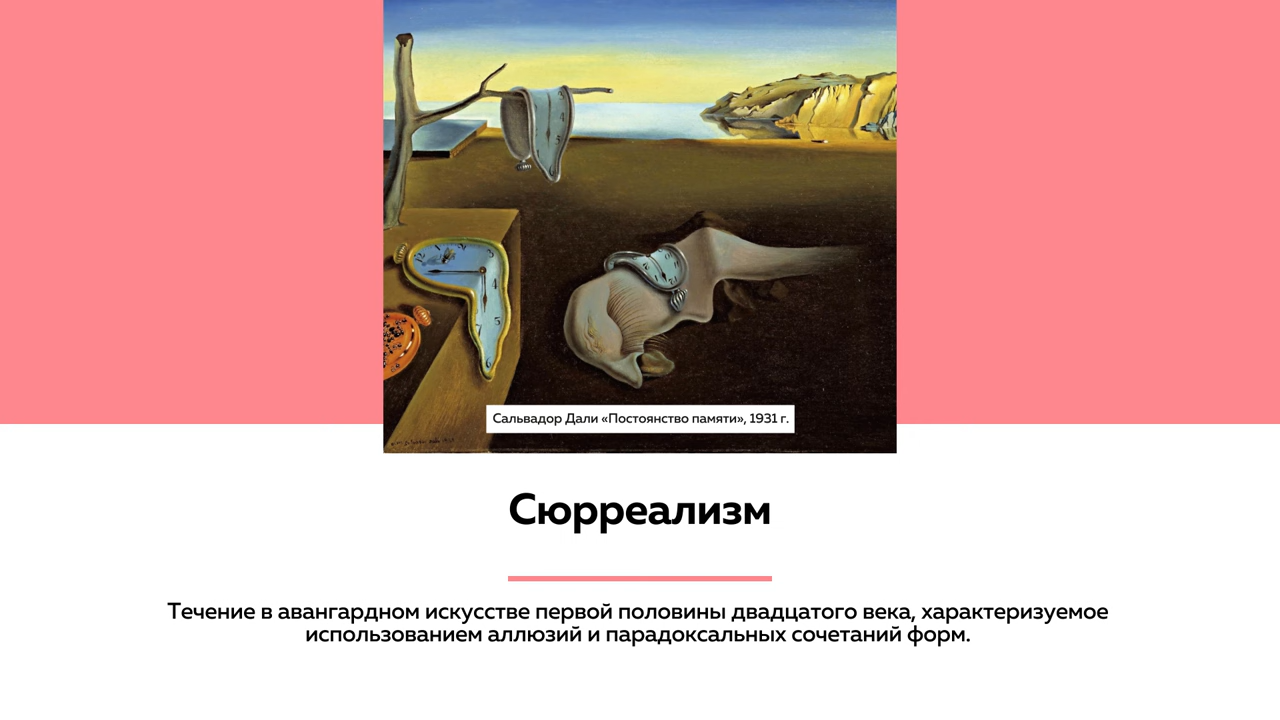 Сальвадор Дали «Постоянство памяти», 1931 г.
Сюрреализм
Течение в авангардном искусстве первой половины двадцатого века, характеризуемое
использованием аллюзий и парадоксальных сочетаний форм.